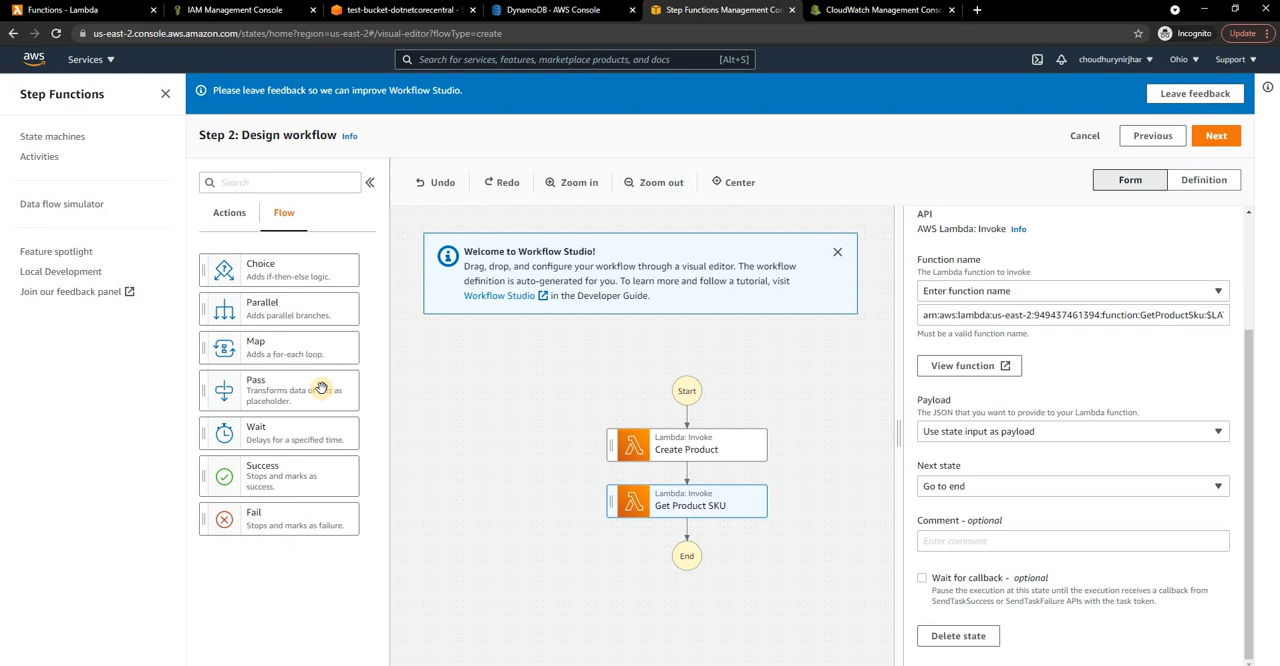 Functions - Lambda
IAM Management Console
test-bucket-dotnetcorecentral - S
DynamoDB - AWS Console
Step Functions Management Co
CloudWatch Management Cons
us-east-2.console.aws.amazon.com/states/home?region=us-east-2#/visual-editor?flowType=create
Incognito
Update
aws
Services
Search for services, features, marketplace products, and docs
[Alt+S]
choudhurynirjhar
Ohio
Support
Step Functions
State machines
Activities
Data flow simulator
Feature spotlight
Local Development
Join our feedback panel
Please leave feedback so we can improve Workflow Studio.
Leave feedback
Step 2: Design workflow
Info
Cancel
Previous
Next
Search
Actions
Flow
Choice
Adds if-then-else logic.
Parallel
Adds parallel branches.
Map
Adds a for-each loop.
Pass
Transforms data as
placeholder.
Wait
Delays for a specified time.
Success
Stops and marks as
success.
Fail
Stops and marks as failure.
Undo
Redo
Zoom in
Zoom out
Center
Form
Definition
Welcome to Workflow Studio!
Drag, drop, and configure your workflow through a visual editor. The workflow
definition is auto-generated for you. To learn more and follow a tutorial, visit
Workflow Studio in the Developer Guide.
Start
Lambda: Invoke
Create Product
Lambda: Invoke
Get Product SKU
End
API
AWS Lambda: Invoke Info
Function name
The Lambda function to invoke
Enter function name
arn:aws:lambda:us-east-2:949437461394:function:GetProductSku:$LA
Must be a valid function name.
View function
Payload
The JSON that you want to provide to your Lambda function.
Use state input as payload
Next state
Go to end
Comment - optional
Enter comment
Wait for callback - optional
Pause the execution at this state until the execution receives a callback from
SendTaskSuccess or SendTaskFailure APIs with the task token.
Delete state